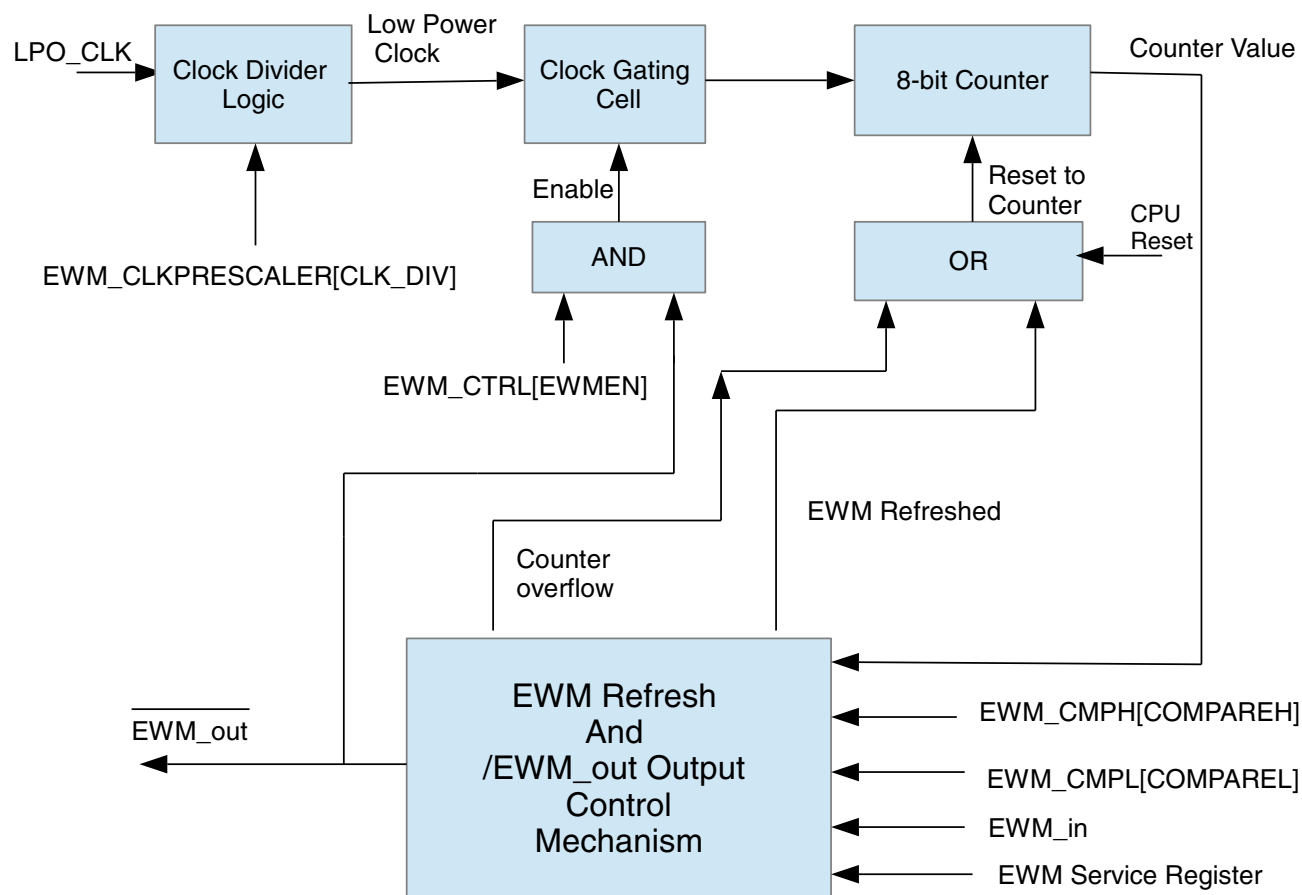 LPO_CLK
Clock Divider
Logic
Low Power
Clock
Clock Gating
Cell
8-bit Counter
Counter Value
Enable
Reset to
Counter
CPU
Reset
AND
OR
EWM_CLKPRESCALER[CLK_DIV]
EWM_CTRL[EWMEN]
EWM Refreshed
Counter
overflow
EWM_out
EWM Refresh
And
/EWM_out Output
Control
Mechanism
EWM_CMPH[COMPAREH]
EWM_CMPL[COMPAREL]
EWM_in
EWM Service Register